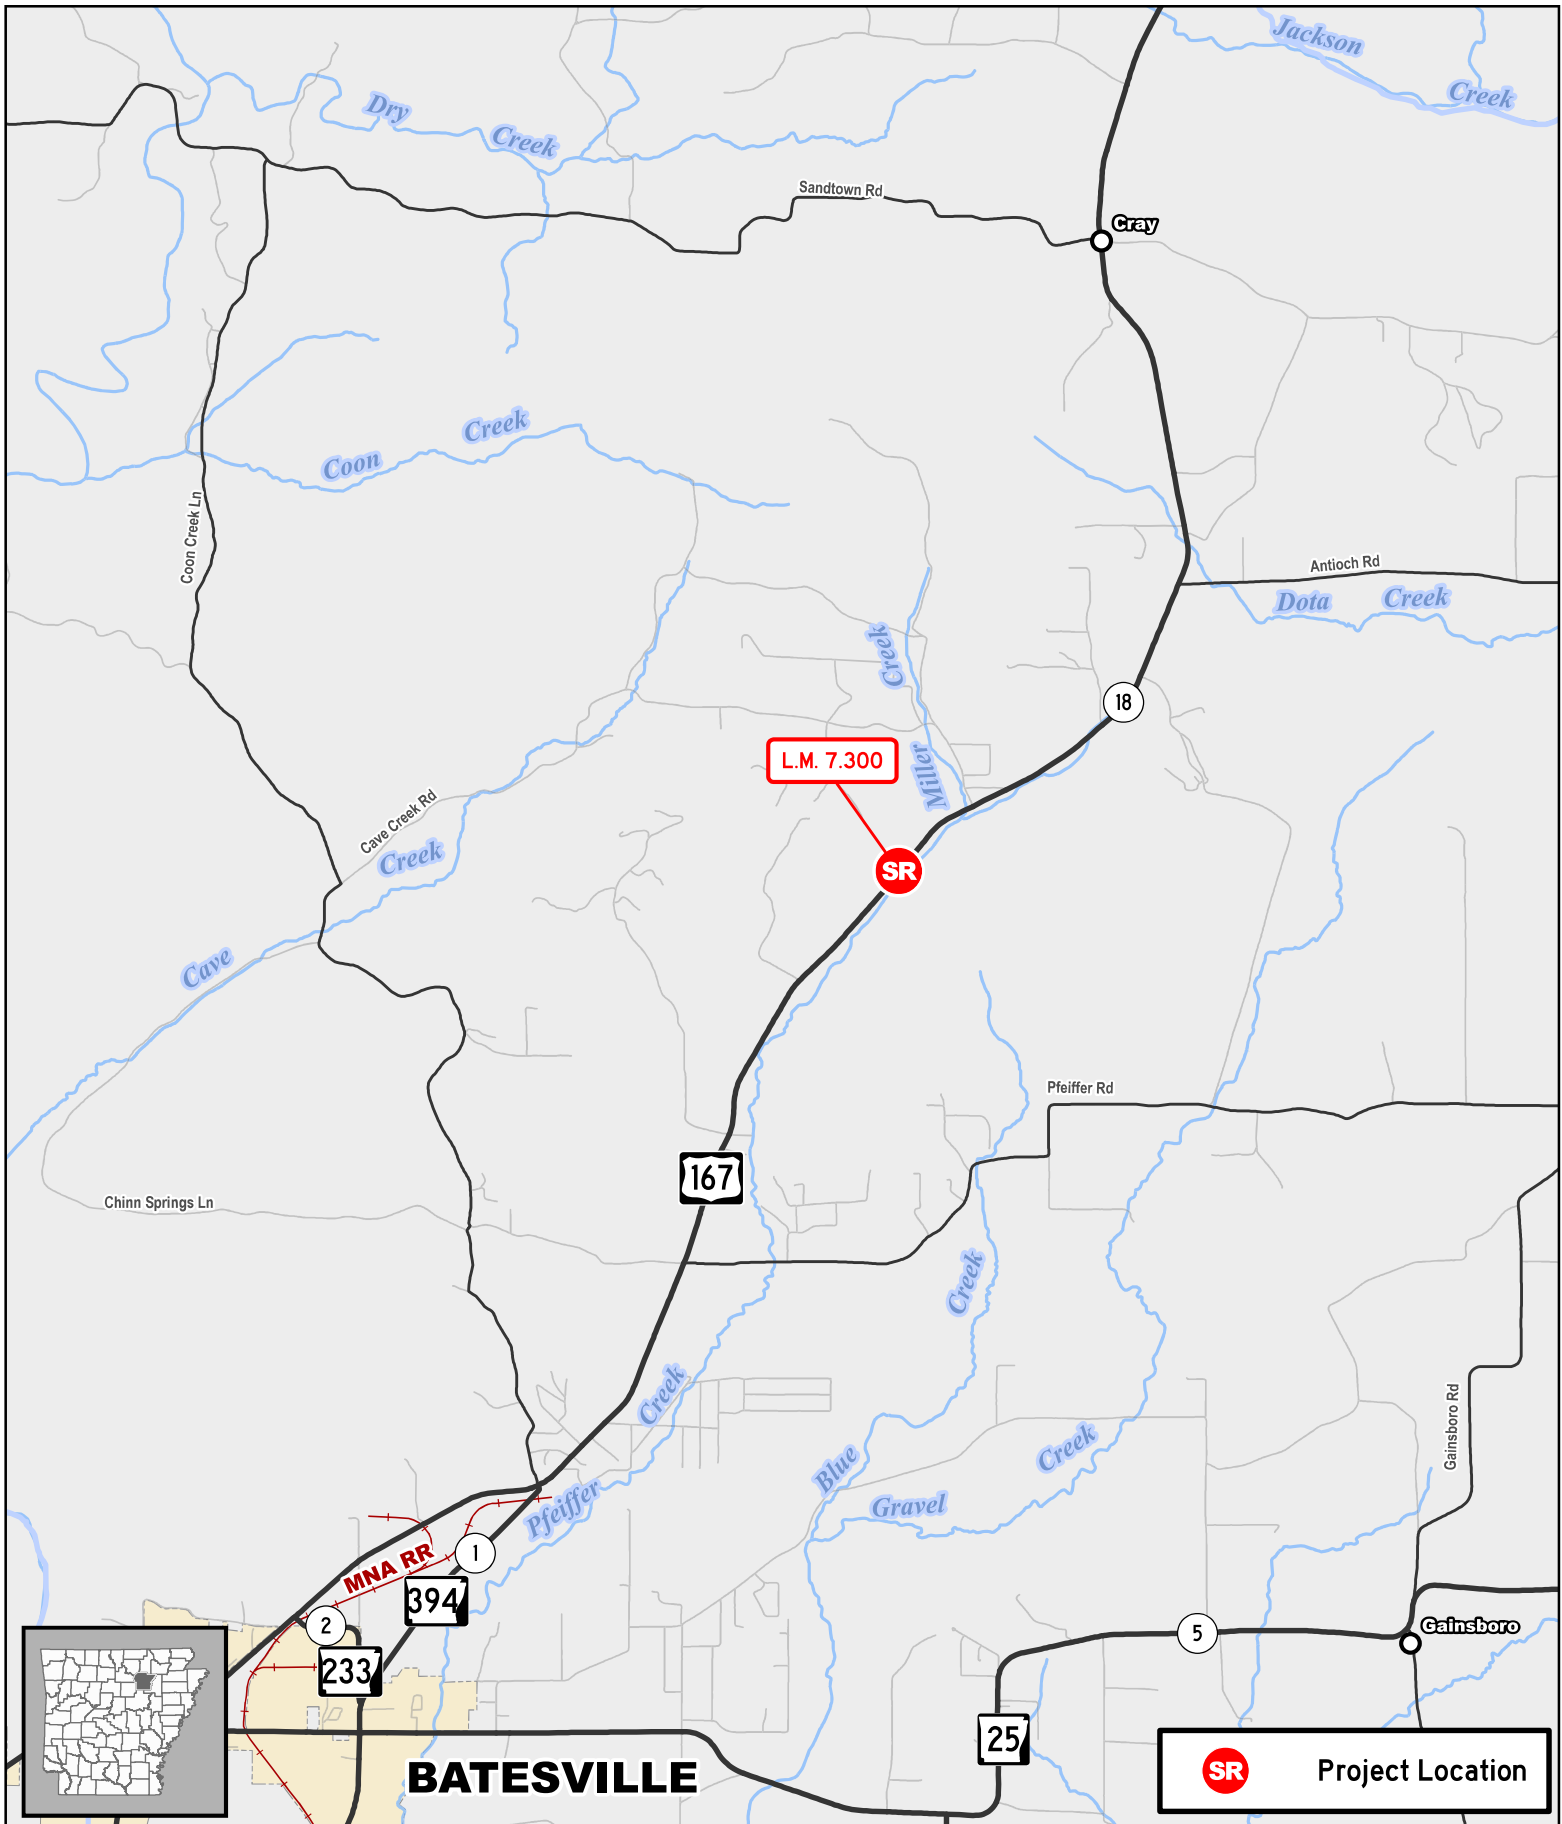 Jackson
Creek
Dry
Creek
Sandtown Rd
Cray
Creek
Coon
Coon Creek Ln
Antioch Rd
Dota
Creek
Creek
Miller
18
L.M. 7.300
SR
Cave Creek Rd
Creek
Cave
Pfeiffer Rd
167
Chinn Springs Ln
Creek
Creek
Pfeiffer
Blue
Creek
Gravel
Gainsboro Rd
MNA RR
1
394
2
233
5
Gainsboro
25
BATESVILLE
SR Project Location